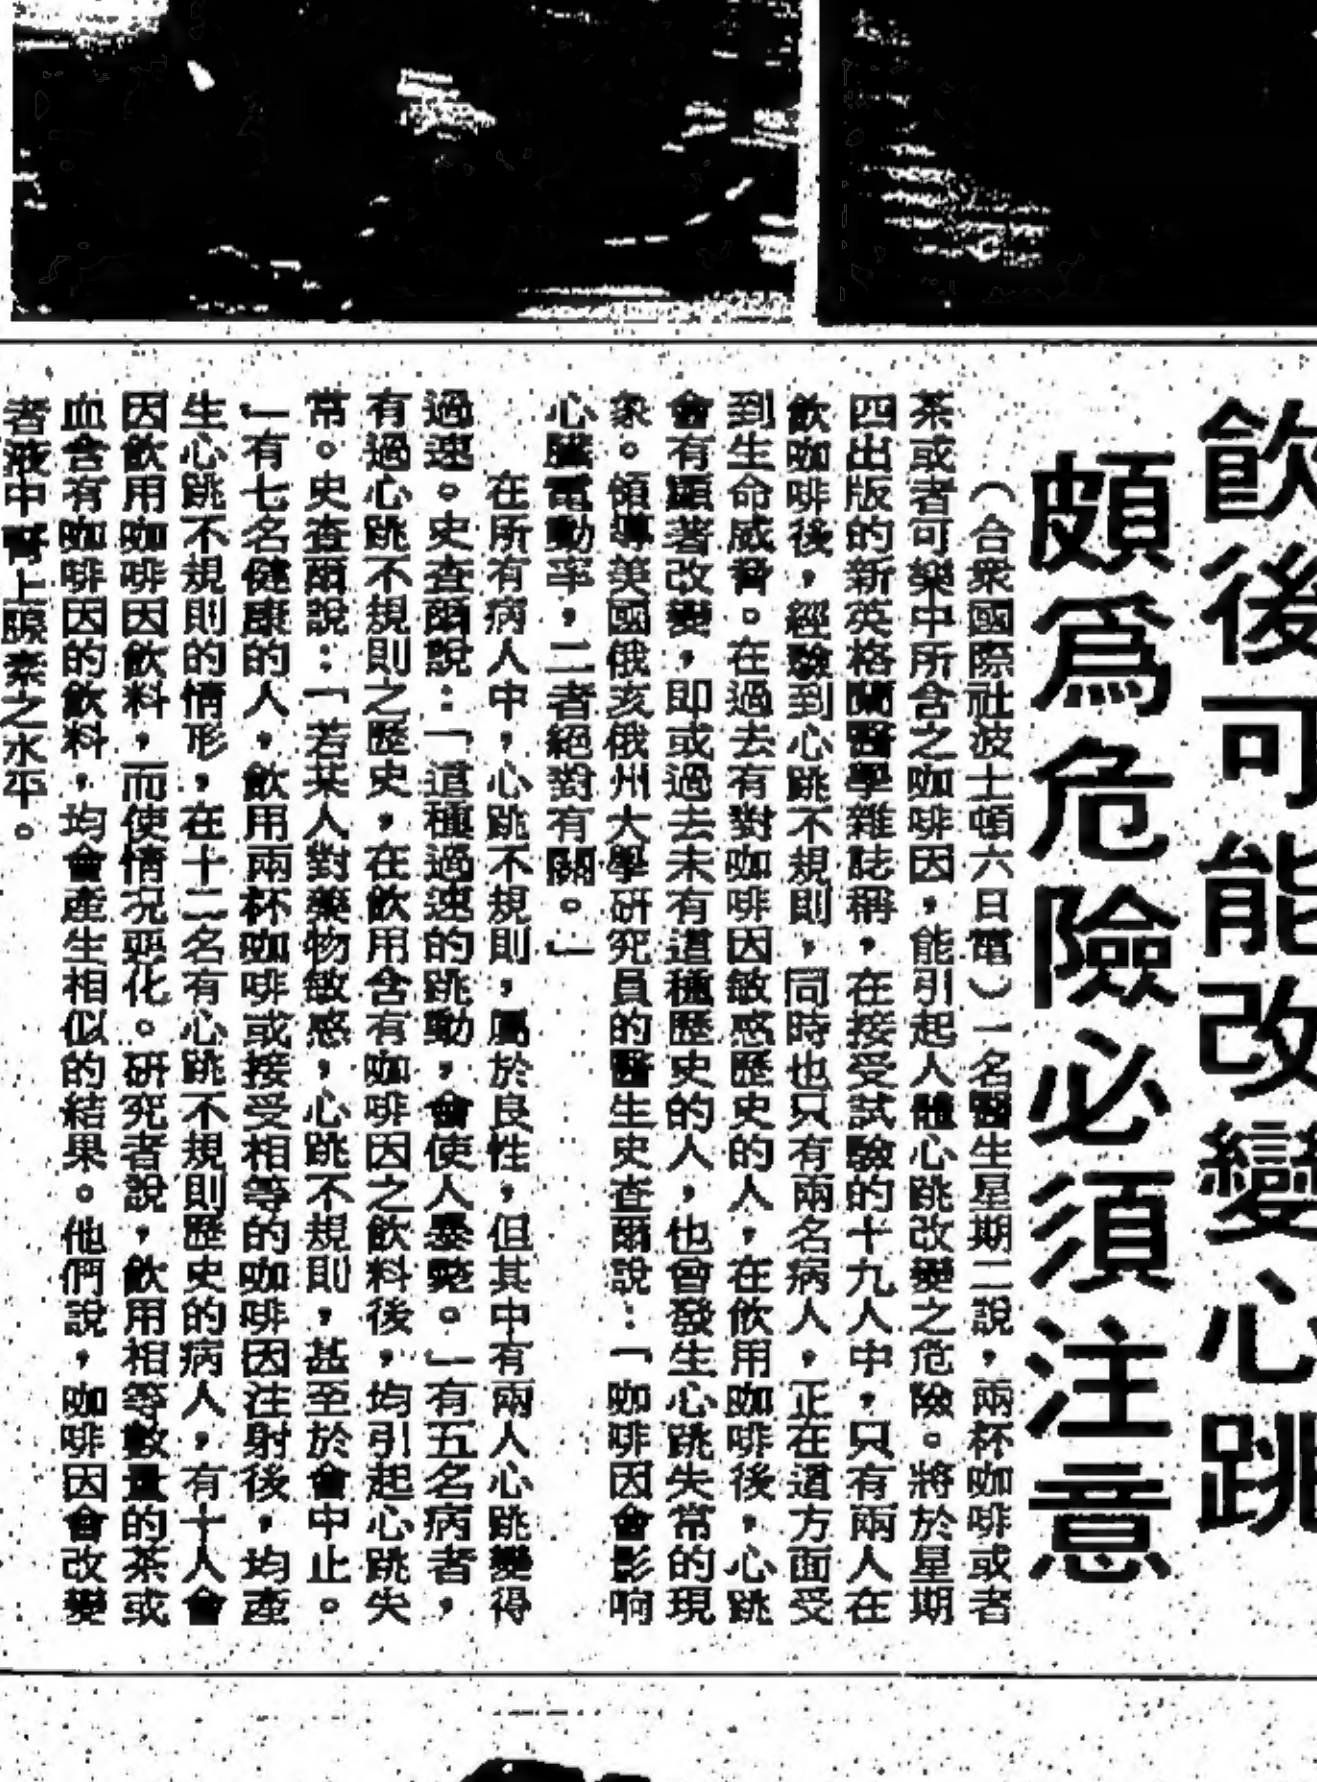 飲後可能改變心跳
頗爲危險必須注意
（合衆國際社波士頓六日電）一名醫生星期二說，兩杯咖啡或者
茶或者可樂中所含之咖啡因，能引起人體心跳改變之危險。將於星期
四出版的新英格蘭醫學雜誌稱，在接受試驗的十九人中，只有兩人在
飲咖啡後，經驗到心跳不規則，同時也只有兩名病人，正在這方面受
到生命威脅。在過去有對咖啡因敏感歷史的人，在飲用咖啡後，心跳
會有顯著改變，即或過去未有這種歷史的人，也曾發生心跳失常的現
象。領導美國俄亥俄州大學研究員的醫生史查爾說：「咖啡因會影响
心臟電動率，二者絕對有關。」
在所有病人中，心跳不規則，屬於良性，但其中有兩人心跳變得
過速。史查爾說：「這種過速的跳動，會使人暴斃。」有五名病者，
有過心跳不規則之歷史，在飲用含有咖啡因之飲料後，均引起心跳失
常。史查爾說：「若某人對藥物敏感，心跳不規則，甚至於會中止。
」有七名健康的人，飲用兩杯咖啡或接受相等的咖啡因注射後，均產
生心跳不規則的情形，在十二名有心跳不規則歷史的病人，有十人會
因飲用咖啡因飲料，而使情况惡化。研究者說，飲用相等數量的茶或
血含有咖啡因的飲料，均會產生相似的結果。他們說，咖啡因會改變
者液中腎上腺素之水平。